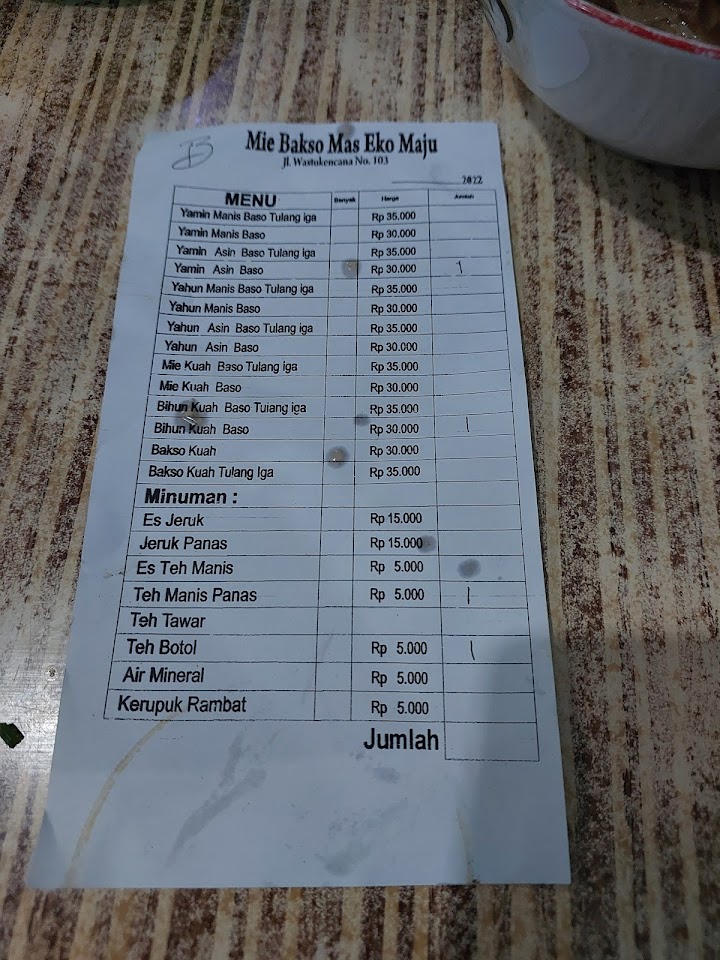 B
Mie Bakso Mas Eko Maju
Jl. Wastukencana No. 103
2022
MENU Banyak Harga Jumlah
Yamin Manis Baso Tulang iga Rp 35.000
Yamin Manis Baso Rp 30.000
Yamin Asin Baso Tulang iga Rp 35.000
Yamin Asin Baso Rp 30.000 1
Yahun Manis Baso Tulang iga Rp 35.000
Yahun Manis Baso Rp 30.000
Yahun Asin Baso Tulang iga Rp 35.000
Yahun Asin Baso Rp 30.000
Mie Kuah Baso Tulang iga Rp 35.000
Mie Kuah Baso Rp 30.000
Bihun Kuah Baso Tulang iga Rp 35.000
Bihun Kuah Baso Rp 30.000 1
Bakso Kuah Rp 30.000
Bakso Kuah Tulang Iga Rp 35.000
Minuman :
Es Jeruk Rp 15.000
Jeruk Panas Rp 15.000
Es Teh Manis Rp 5.000
Teh Manis Panas Rp 5.000 1
Teh Tawar
Teh Botol Rp 5.000 1
Air Mineral Rp 5.000
Kerupuk Rambat Rp 5.000
Jumlah